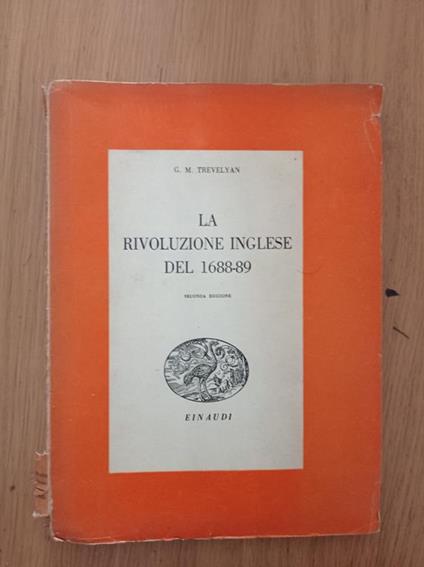 G. M. TREVELYAN
LA
RIVOLUZIONE INGLESE
DEL 1688-89
SECONDA EDIZIONE
EINAUDI